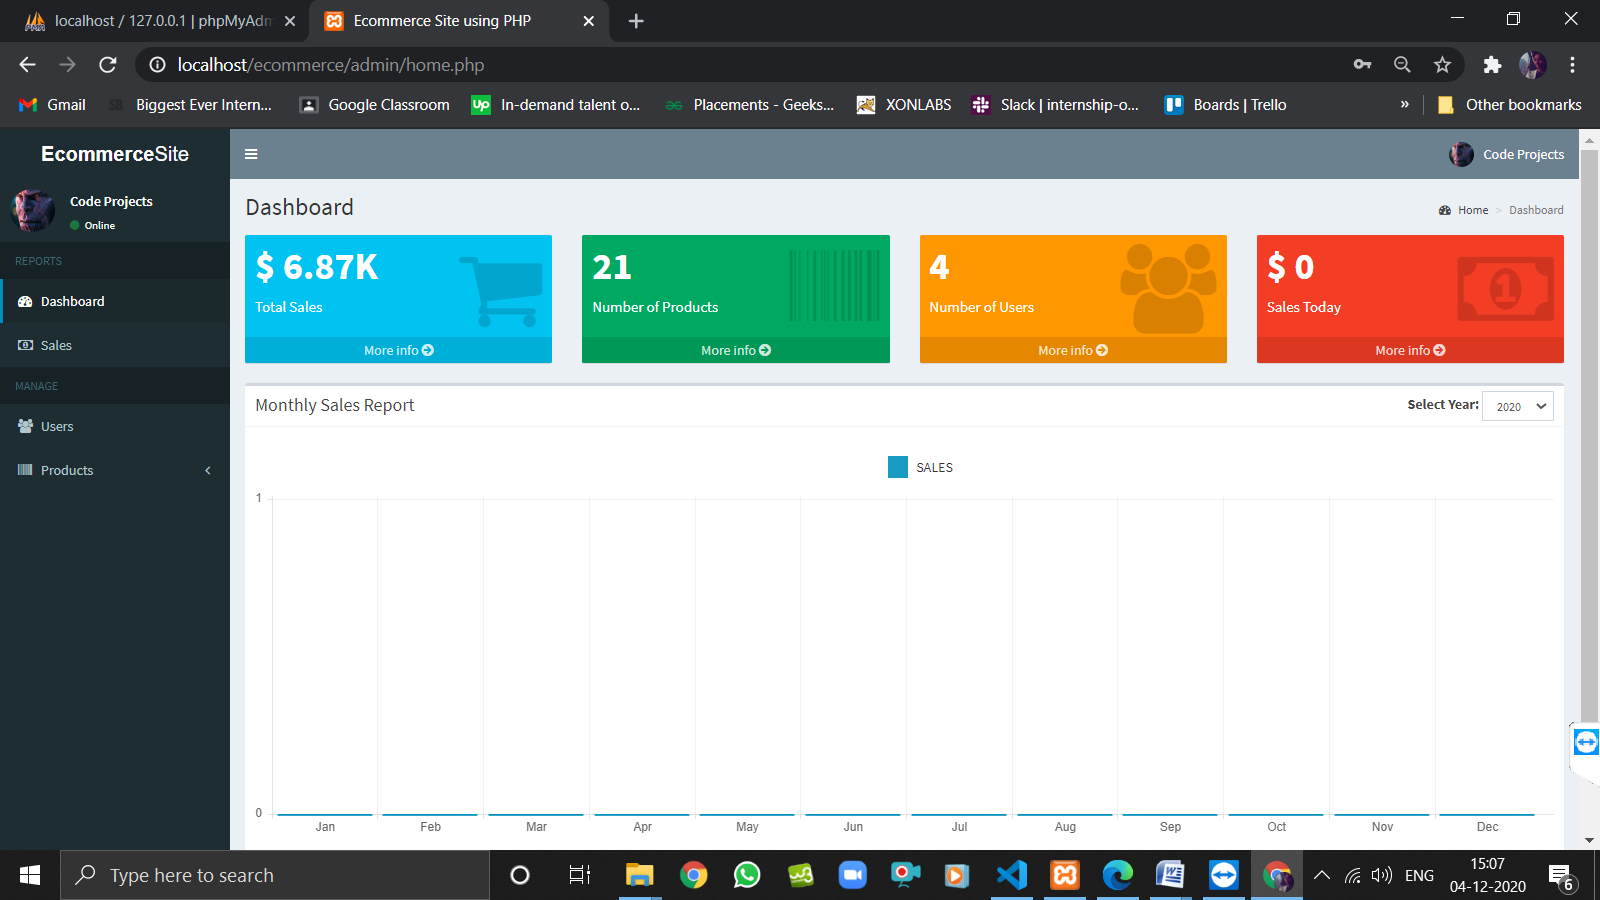 localhost / 127.0.0.1 | phpMyAdm
Ecommerce Site using PHP
localhost/ecommerce/admin/home.php
Gmail
SB Biggest Ever Intern...
Google Classroom
Up In-demand talent o...
Placements - Geeks...
XONLABS
Slack | internship-o...
Boards | Trello
»
Other bookmarks
EcommerceSite
Code Projects
Code Projects
Online
Dashboard
Home > Dashboard
REPORTS
Dashboard
Sales
MANAGE
Users
Products
$ 6.87K
Total Sales
More info
21
Number of Products
More info
4
Number of Users
More info
$ 0
Sales Today
1
More info
Monthly Sales Report
Select Year: 2020
SALES
1
0
Jan Feb Mar Apr May Jun Jul Aug Sep Oct Nov Dec
Type here to search
ENG
15:07
04-12-2020
6